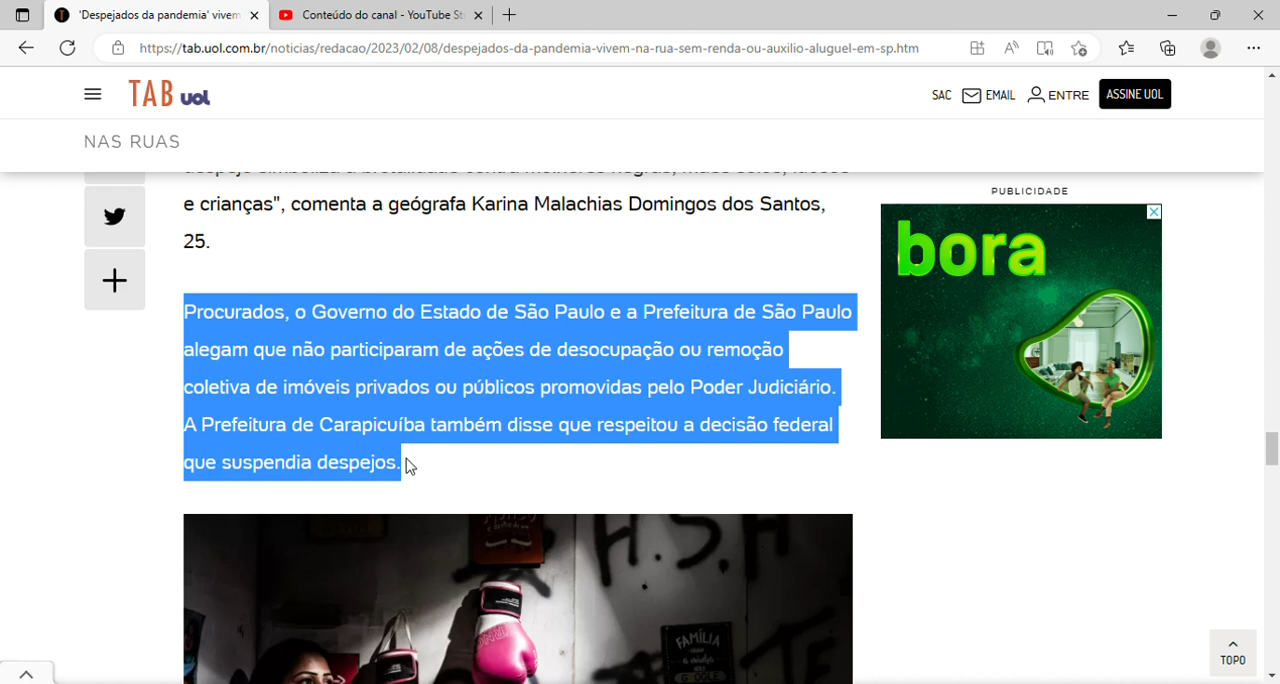 'Despejados da pandemia' vivem
Conteúdo do canal - YouTube St
https://tab.uol.com.br/noticias/redacao/2023/02/08/despejados-da-pandemia-vivem-na-rua-sem-renda-ou-auxilio-aluguel-em-sp.htm
TAB uol
SAC EMAIL ENTRE ASSINE UOL
NAS RUAS
PUBLICIDADE
e crianças", comenta a geógrafa Karina Malachias Domingos dos Santos,
25.
bora
Procurados, o Governo do Estado de São Paulo e a Prefeitura de São Paulo
alegam que não participaram de ações de desocupação ou remoção
coletiva de imóveis privados ou públicos promovidas pelo Poder Judiciário.
A Prefeitura de Carapicuíba também disse que respeitou a decisão federal
que suspendia despejos.
H.S.H
FAMÍLIA
TOPO